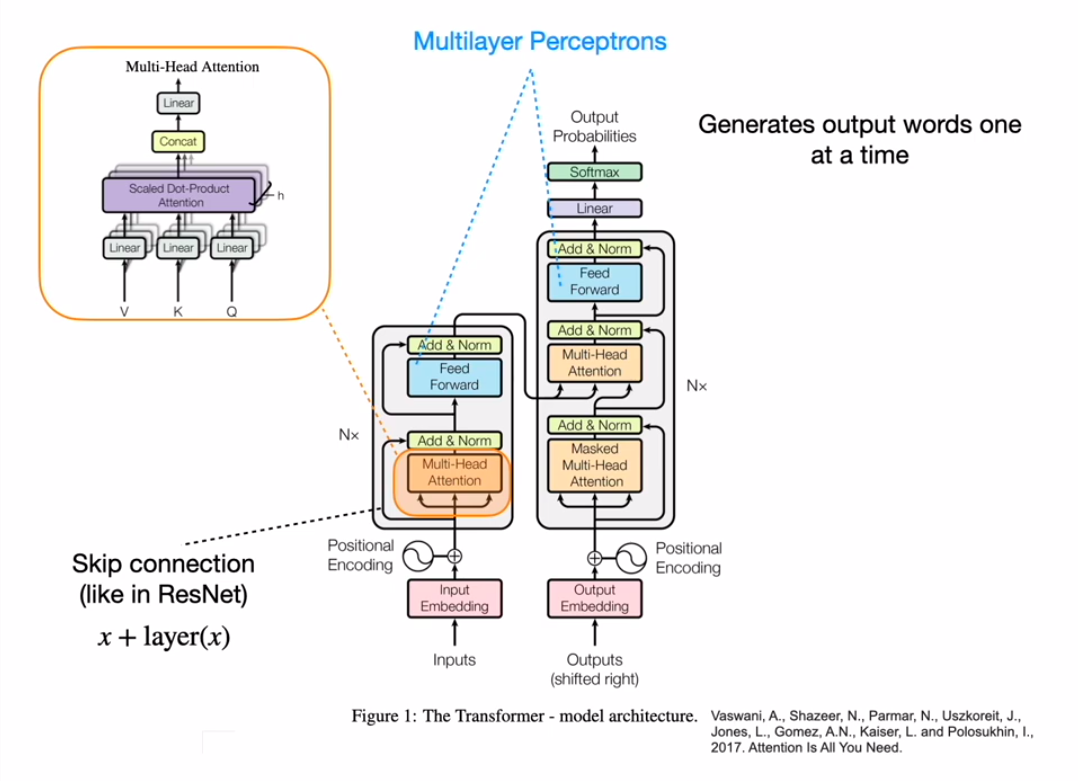 Multilayer Perceptrons
Multi-Head Attention
Linear
Concat
Scaled Dot-Product
Attention
h
Linear
Linear
Linear
V
K
Q
Output
Probabilities
Generates output words one
at a time
Softmax
Linear
Add & Norm
Feed
Forward
Add & Norm
Multi-Head
Attention
Nx
Add & Norm
Masked
Multi-Head
Attention
Add & Norm
Feed
Forward
Nx
Add & Norm
Multi-Head
Attention
Skip connection
(like in ResNet)
x + layer(x)
Positional
Encoding
Positional
Encoding
Input
Embedding
Output
Embedding
Inputs
Outputs
(shifted right)
Figure 1: The Transformer - model architecture.
Vaswani, A., Shazeer, N., Parmar, N., Uszkoreit, J.,
Jones, L., Gomez, A.N., Kaiser, L. and Polosukhin, I.,
2017. Attention Is All You Need.